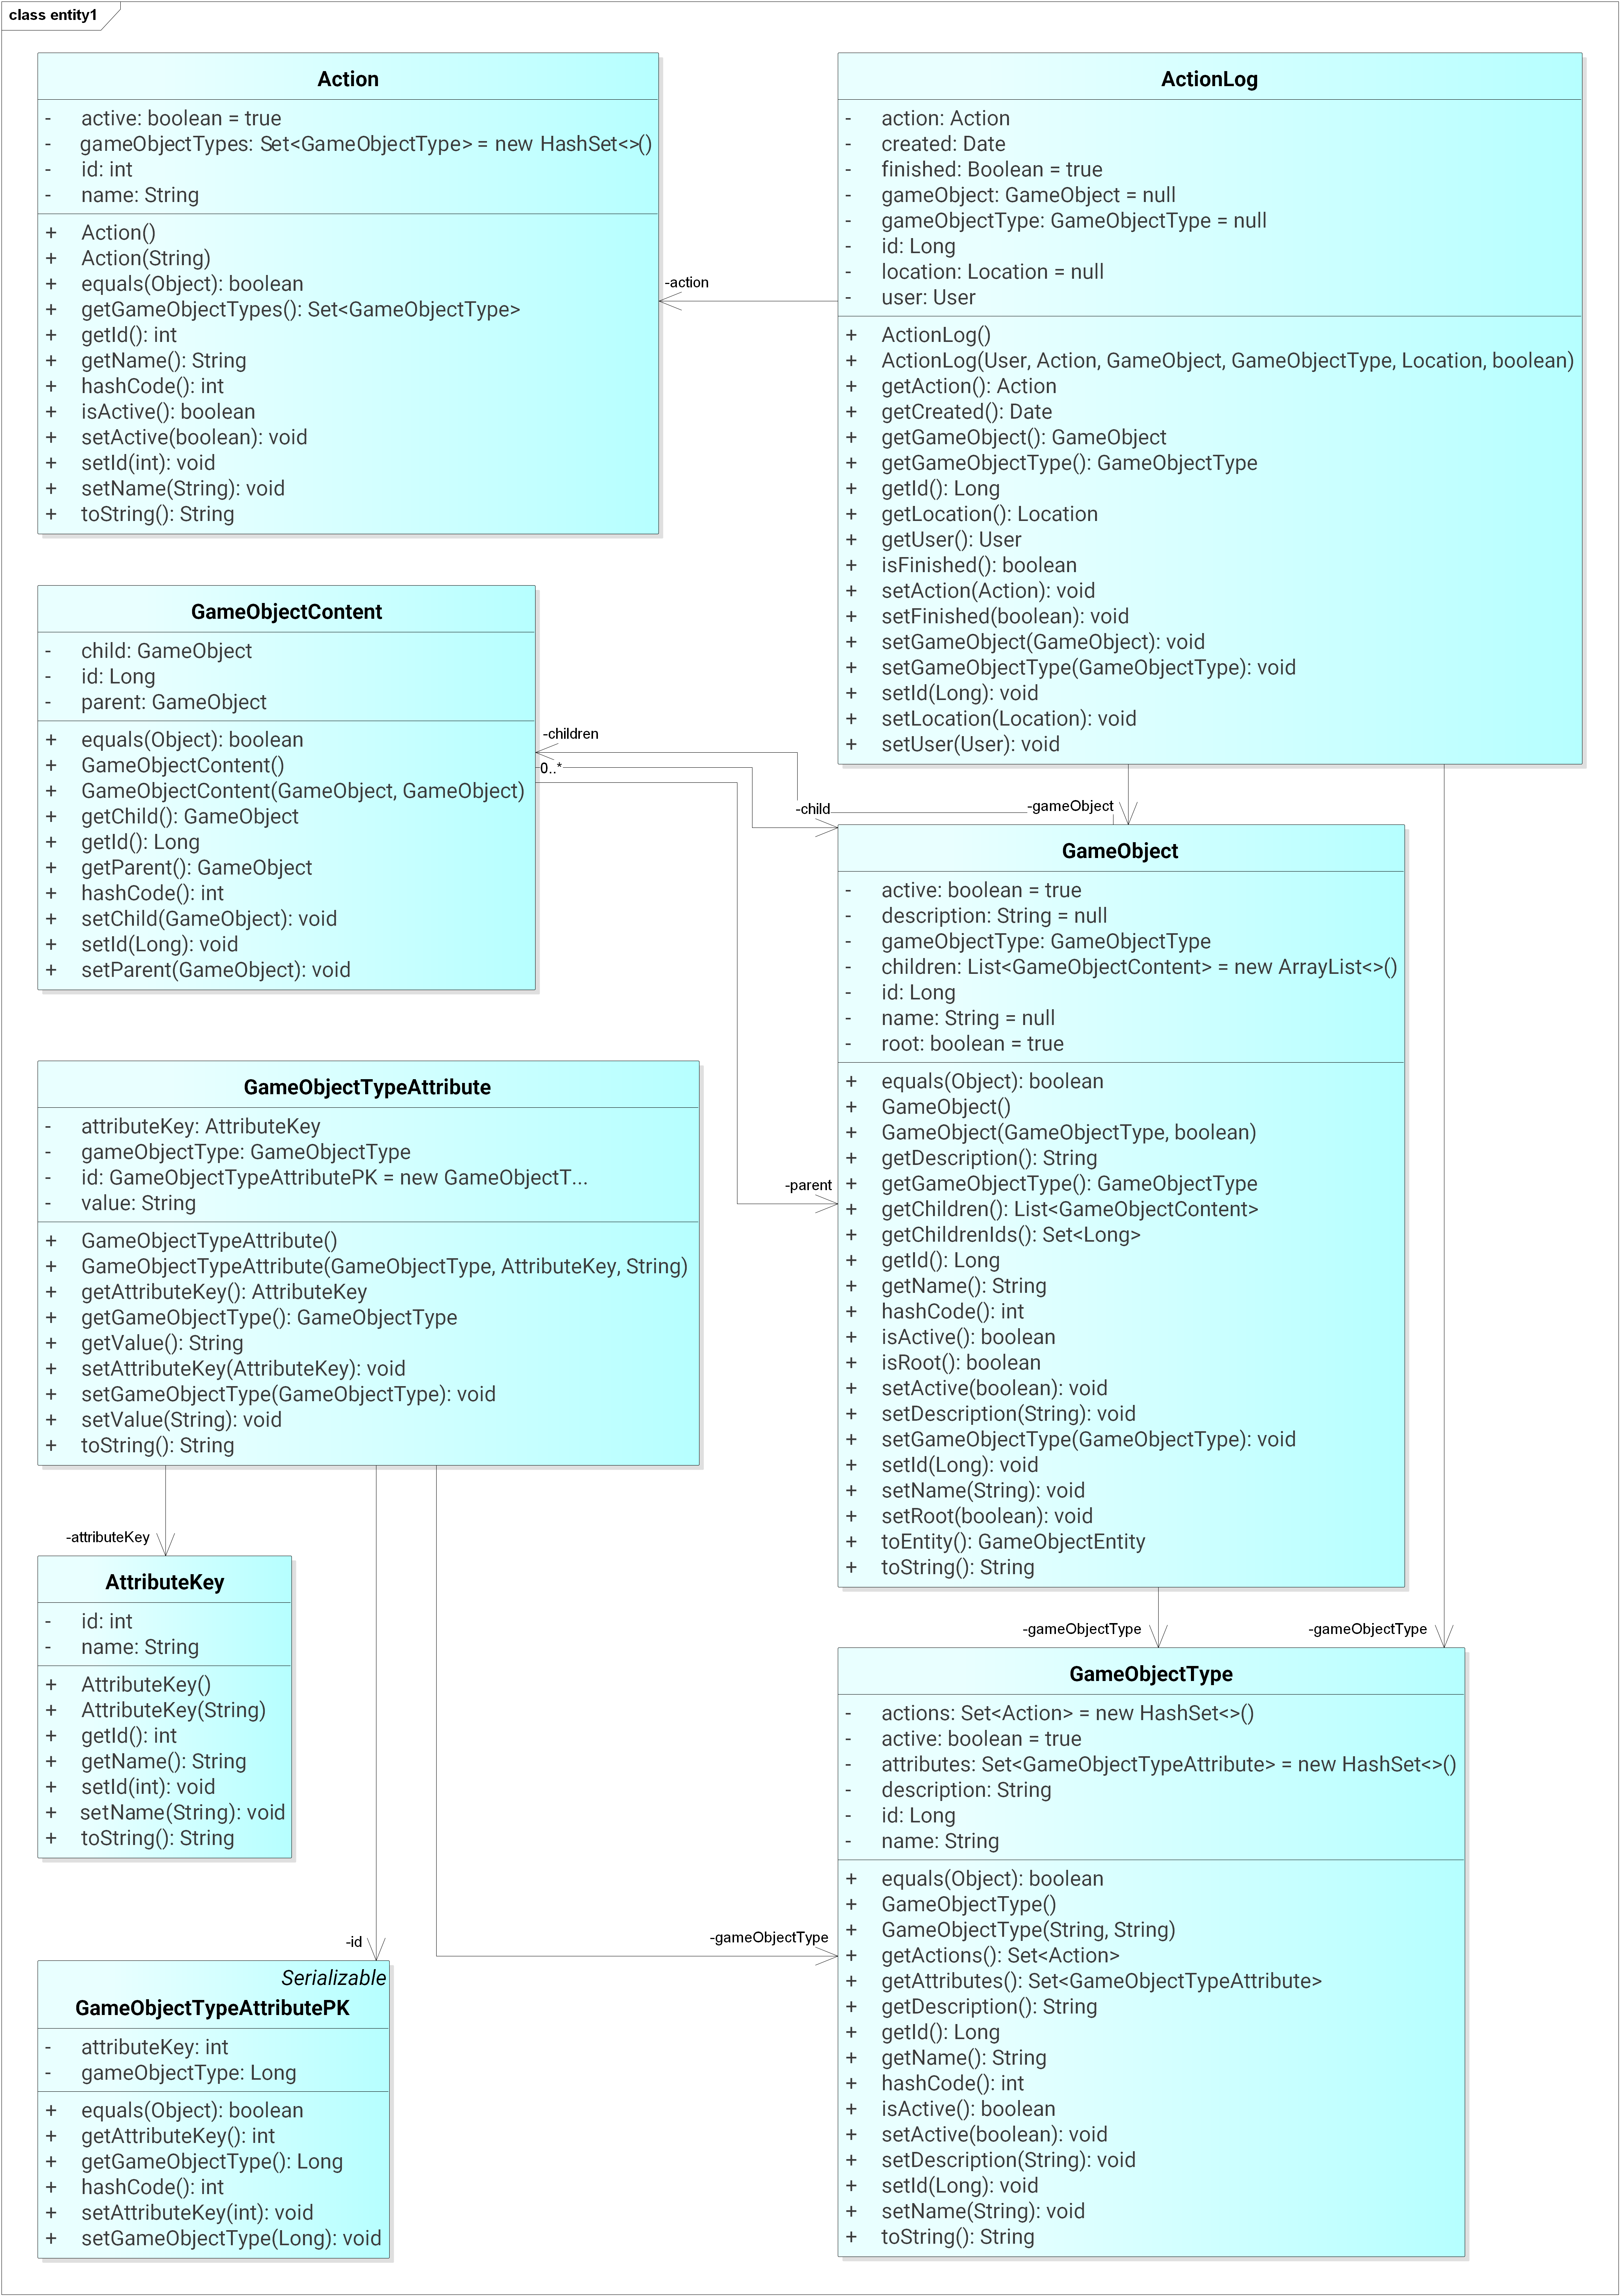 class entity1
Action
- active: boolean = true
- gameObjectTypes: Set<GameObjectType> = new HashSet<>()
- id: int
- name: String
+ Action()
+ Action(String)
+ equals(Object): boolean
+ getGameObjectTypes(): Set<GameObjectType>
+ getId(): int
+ getName(): String
+ hashCode(): int
+ isActive(): boolean
+ setActive(boolean): void
+ setId(int): void
+ setName(String): void
+ toString(): String
-action
ActionLog
- action: Action
- created: Date
- finished: Boolean = true
- gameObject: GameObject = null
- gameObjectType: GameObjectType = null
- id: Long
- location: Location = null
- user: User
+ ActionLog()
+ ActionLog(User, Action, GameObject, GameObjectType, Location, boolean)
+ getAction(): Action
+ getCreated(): Date
+ getGameObject(): GameObject
+ getGameObjectType(): GameObjectType
+ getId(): Long
+ getLocation(): Location
+ getUser(): User
+ isFinished(): boolean
+ setAction(Action): void
+ setFinished(boolean): void
+ setGameObject(GameObject): void
+ setGameObjectType(GameObjectType): void
+ setId(Long): void
+ setLocation(Location): void
+ setUser(User): void
GameObjectContent
- child: GameObject
- id: Long
- parent: GameObject
+ equals(Object): boolean
+ GameObjectContent()
+ GameObjectContent(GameObject, GameObject)
+ getChild(): GameObject
+ getId(): Long
+ getParent(): GameObject
+ hashCode(): int
+ setChild(GameObject): void
+ setId(Long): void
+ setParent(GameObject): void
-children
0..*
-child
-gameObject
-parent
GameObject
- active: boolean = true
- description: String = null
- gameObjectType: GameObjectType
- children: List<GameObjectContent> = new ArrayList<>()
- id: Long
- name: String = null
- root: boolean = true
+ equals(Object): boolean
+ GameObject()
+ GameObject(GameObjectType, boolean)
+ getDescription(): String
+ getGameObjectType(): GameObjectType
+ getChildren(): List<GameObjectContent>
+ getChildrenIds(): Set<Long>
+ getId(): Long
+ getName(): String
+ hashCode(): int
+ isActive(): boolean
+ isRoot(): boolean
+ setActive(boolean): void
+ setDescription(String): void
+ setGameObjectType(GameObjectType): void
+ setId(Long): void
+ setName(String): void
+ setRoot(boolean): void
+ toEntity(): GameObjectEntity
+ toString(): String
GameObjectTypeAttribute
- attributeKey: AttributeKey
- gameObjectType: GameObjectType
- id: GameObjectTypeAttributePK = new GameObjectT...
- value: String
+ GameObjectTypeAttribute()
+ GameObjectTypeAttribute(GameObjectType, AttributeKey, String)
+ getAttributeKey(): AttributeKey
+ getGameObjectType(): GameObjectType
+ getValue(): String
+ setAttributeKey(AttributeKey): void
+ setGameObjectType(GameObjectType): void
+ setValue(String): void
+ toString(): String
-attributeKey
AttributeKey
- id: int
- name: String
+ AttributeKey()
+ AttributeKey(String)
+ getId(): int
+ getName(): String
+ setId(int): void
+ setName(String): void
+ toString(): String
-gameObjectType
-gameObjectType
GameObjectType
- actions: Set<Action> = new HashSet<>()
- active: boolean = true
- attributes: Set<GameObjectTypeAttribute> = new HashSet<>()
- description: String
- id: Long
- name: String
+ equals(Object): boolean
+ GameObjectType()
+ GameObjectType(String, String)
+ getActions(): Set<Action>
+ getAttributes(): Set<GameObjectTypeAttribute>
+ getDescription(): String
+ getId(): Long
+ getName(): String
+ hashCode(): int
+ isActive(): boolean
+ setActive(boolean): void
+ setDescription(String): void
+ setId(Long): void
+ setName(String): void
+ toString(): String
-gameObjectType
-id
Serializable
GameObjectTypeAttributePK
- attributeKey: int
- gameObjectType: Long
+ equals(Object): boolean
+ getAttributeKey(): int
+ getGameObjectType(): Long
+ hashCode(): int
+ setAttributeKey(int): void
+ setGameObjectType(Long): void